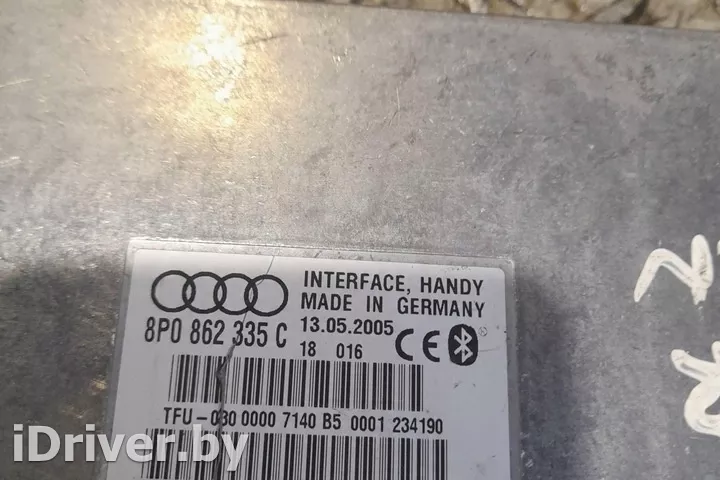 INTERFACE, HANDY
MADE IN GERMANY
8P0 862 335 C 13.05.2005
18 016 CE
TFU-080 0000 7140 B5 0001 234190
iDriver.by